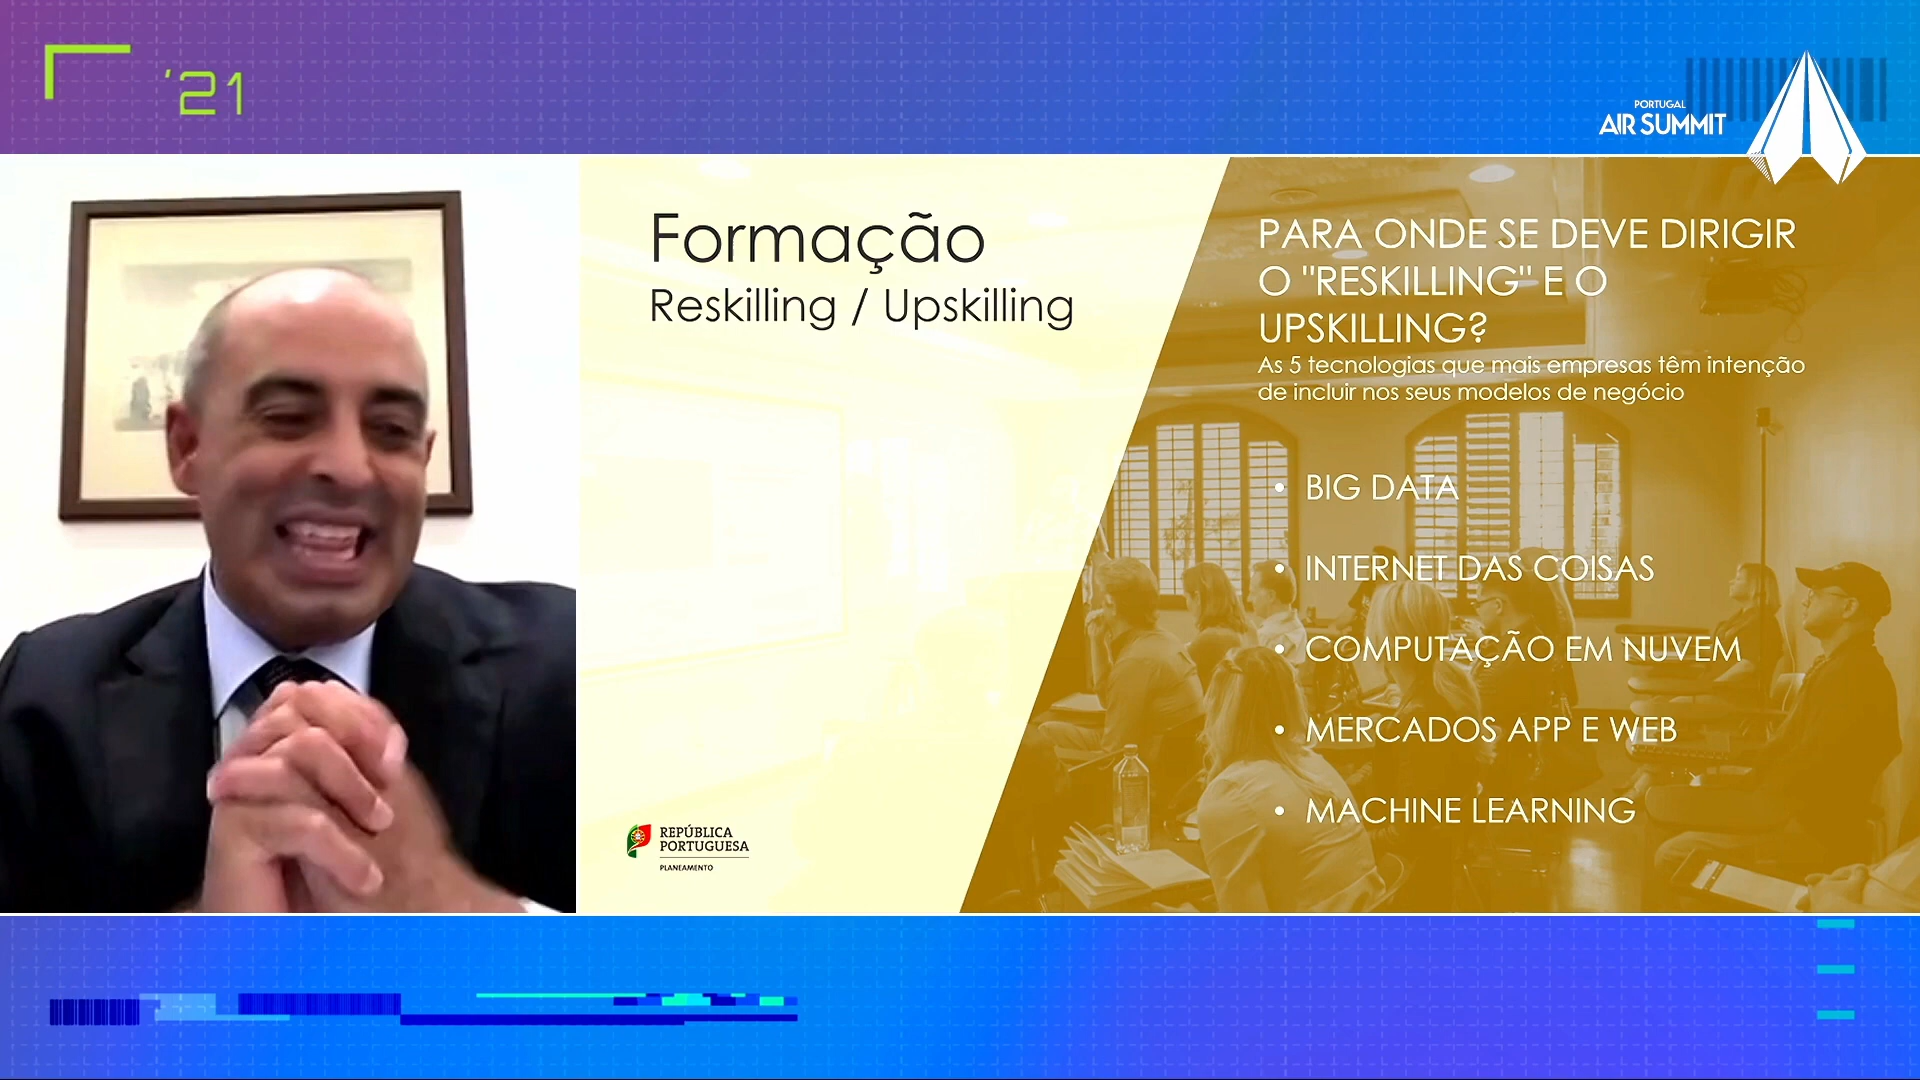 '21
PORTUGAL
AIR SUMMIT
Formação
Reskilling / Upskilling
REPÚBLICA
PORTUGUESA
PLANEAMENTO
PARA ONDE SE DEVE DIRIGIR
O "RESKILLING" E O
UPSKILLING?
As 5 tecnologias que mais empresas têm intenção
de incluir nos seus modelos de negócio
• BIG DATA
• INTERNET DAS COISAS
• COMPUTAÇÃO EM NUVEM
• MERCADOS APP E WEB
• MACHINE LEARNING